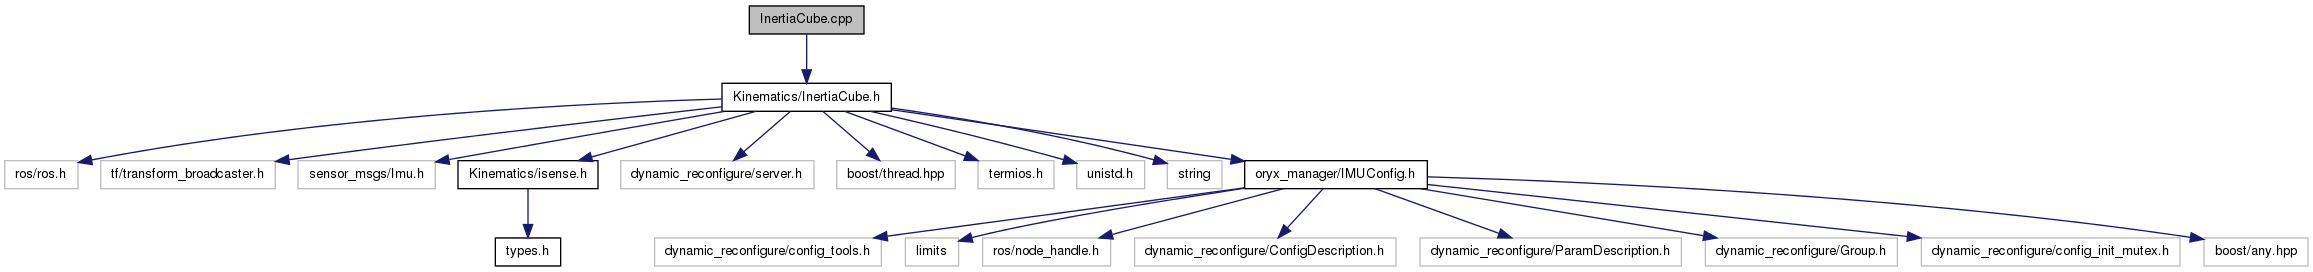 InertiaCube.cpp
Kinematics/InertiaCube.h
ros/ros.h
tf/transform_broadcaster.h
sensor_msgs/Imu.h
Kinematics/isense.h
dynamic_reconfigure/server.h
boost/thread.hpp
termios.h
unistd.h
string
oryx_manager/IMUConfig.h
types.h
dynamic_reconfigure/config_tools.h
limits
ros/node_handle.h
dynamic_reconfigure/ConfigDescription.h
dynamic_reconfigure/ParamDescription.h
dynamic_reconfigure/Group.h
dynamic_reconfigure/config_init_mutex.h
boost/any.hpp